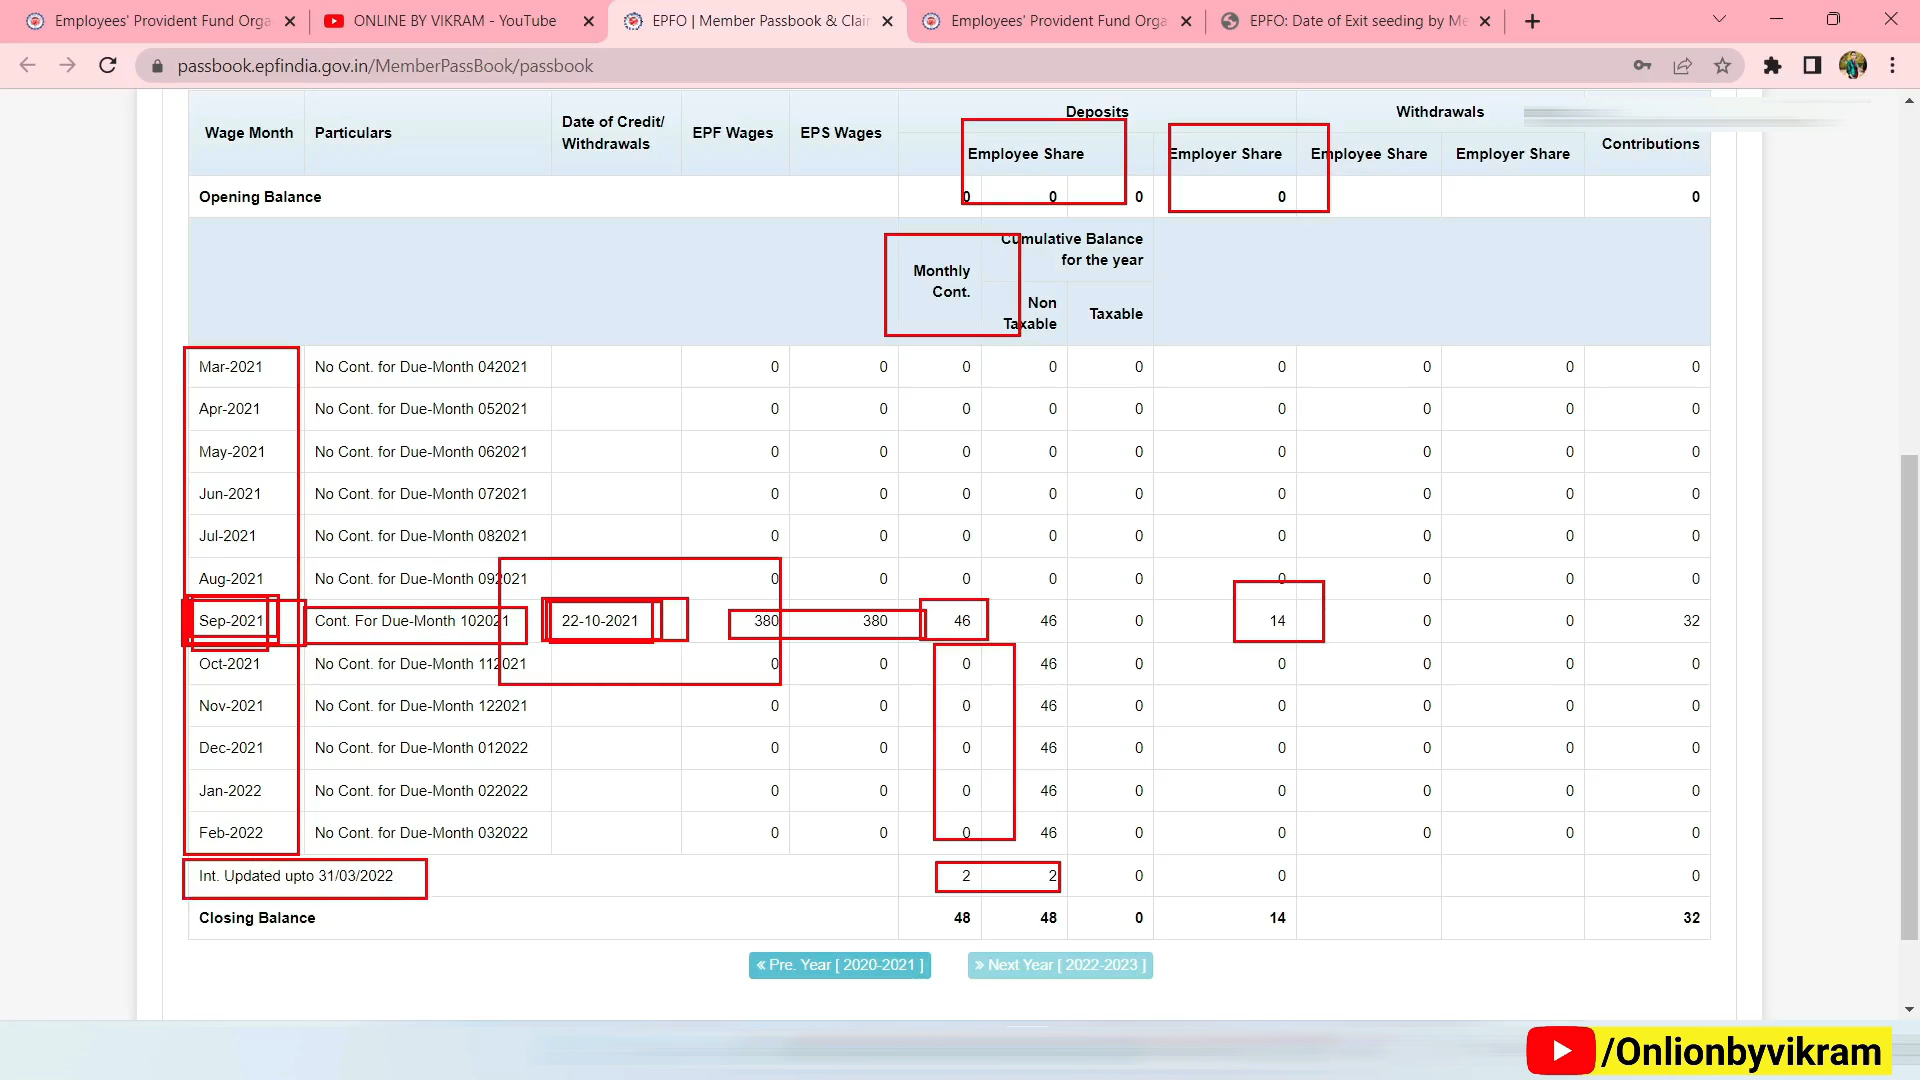 Employees' Provident Fund Orga
ONLINE BY VIKRAM - YouTube
EPFO | Member Passbook & Clai
Employees' Provident Fund Orga
EPFO: Date of Exit seeding by Me
passbook.epfindia.gov.in/MemberPassBook/passbook
Wage Month Particulars Date of Credit/ Withdrawals EPF Wages EPS Wages Deposits Withdrawals Contributions
Employee Share Employer Share Employee Share Employer Share
Opening Balance 0 0 0 0 0
Monthly Cont. Cumulative Balance for the year
Non Taxable Taxable
Mar-2021 No Cont. for Due-Month 042021 0 0 0 0 0 0 0 0 0
Apr-2021 No Cont. for Due-Month 052021 0 0 0 0 0 0 0 0 0
May-2021 No Cont. for Due-Month 062021 0 0 0 0 0 0 0 0 0
Jun-2021 No Cont. for Due-Month 072021 0 0 0 0 0 0 0 0 0
Jul-2021 No Cont. for Due-Month 082021 0 0 0 0 0 0 0 0 0
Aug-2021 No Cont. for Due-Month 092021 0 0 0 0 0 0 0 0 0
Sep-2021 Cont. For Due-Month 102021 22-10-2021 380 380 46 46 0 14 0 0 32
Oct-2021 No Cont. for Due-Month 112021 0 0 0 46 0 0 0 0 0
Nov-2021 No Cont. for Due-Month 122021 0 0 0 46 0 0 0 0 0
Dec-2021 No Cont. for Due-Month 012022 0 0 0 46 0 0 0 0 0
Jan-2022 No Cont. for Due-Month 022022 0 0 0 46 0 0 0 0 0
Feb-2022 No Cont. for Due-Month 032022 0 0 0 46 0 0 0 0 0
Int. Updated upto 31/03/2022 2 2 0 0 0
Closing Balance 48 48 0 14 32
« Pre. Year [ 2020-2021 ] » Next Year [ 2022-2023 ]
/Onlionbyvikram